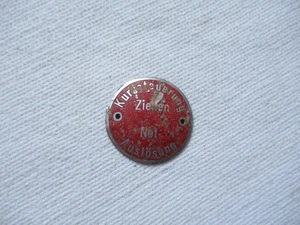 Kurssteuerung
Ziehen
Not-
auslösung